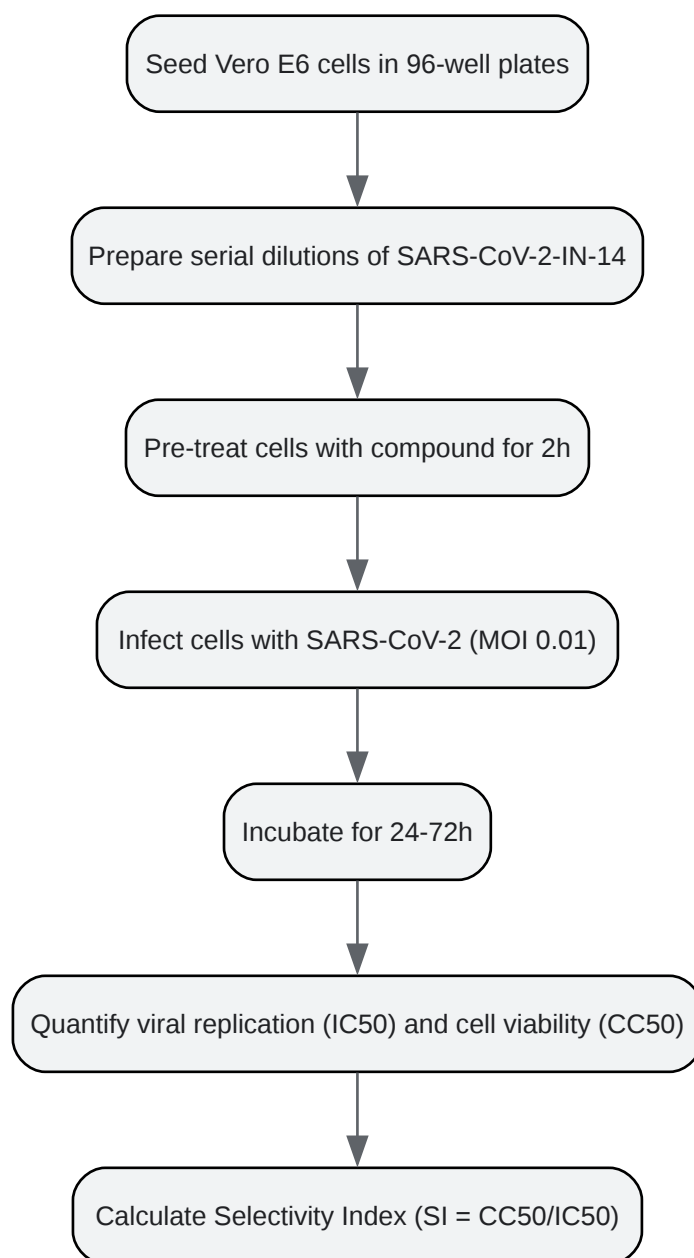 Seed Vero E6 cells in 96-well plates
Prepare serial dilutions of SARS-CoV-2-IN-14
Pre-treat cells with compound for 2h
Infect cells with SARS-CoV-2 (MOI 0.01)
Incubate for 24-72h
Quantify viral replication (IC50) and cell viability (CC50)
Calculate Selectivity Index (SI = CC50/IC50)